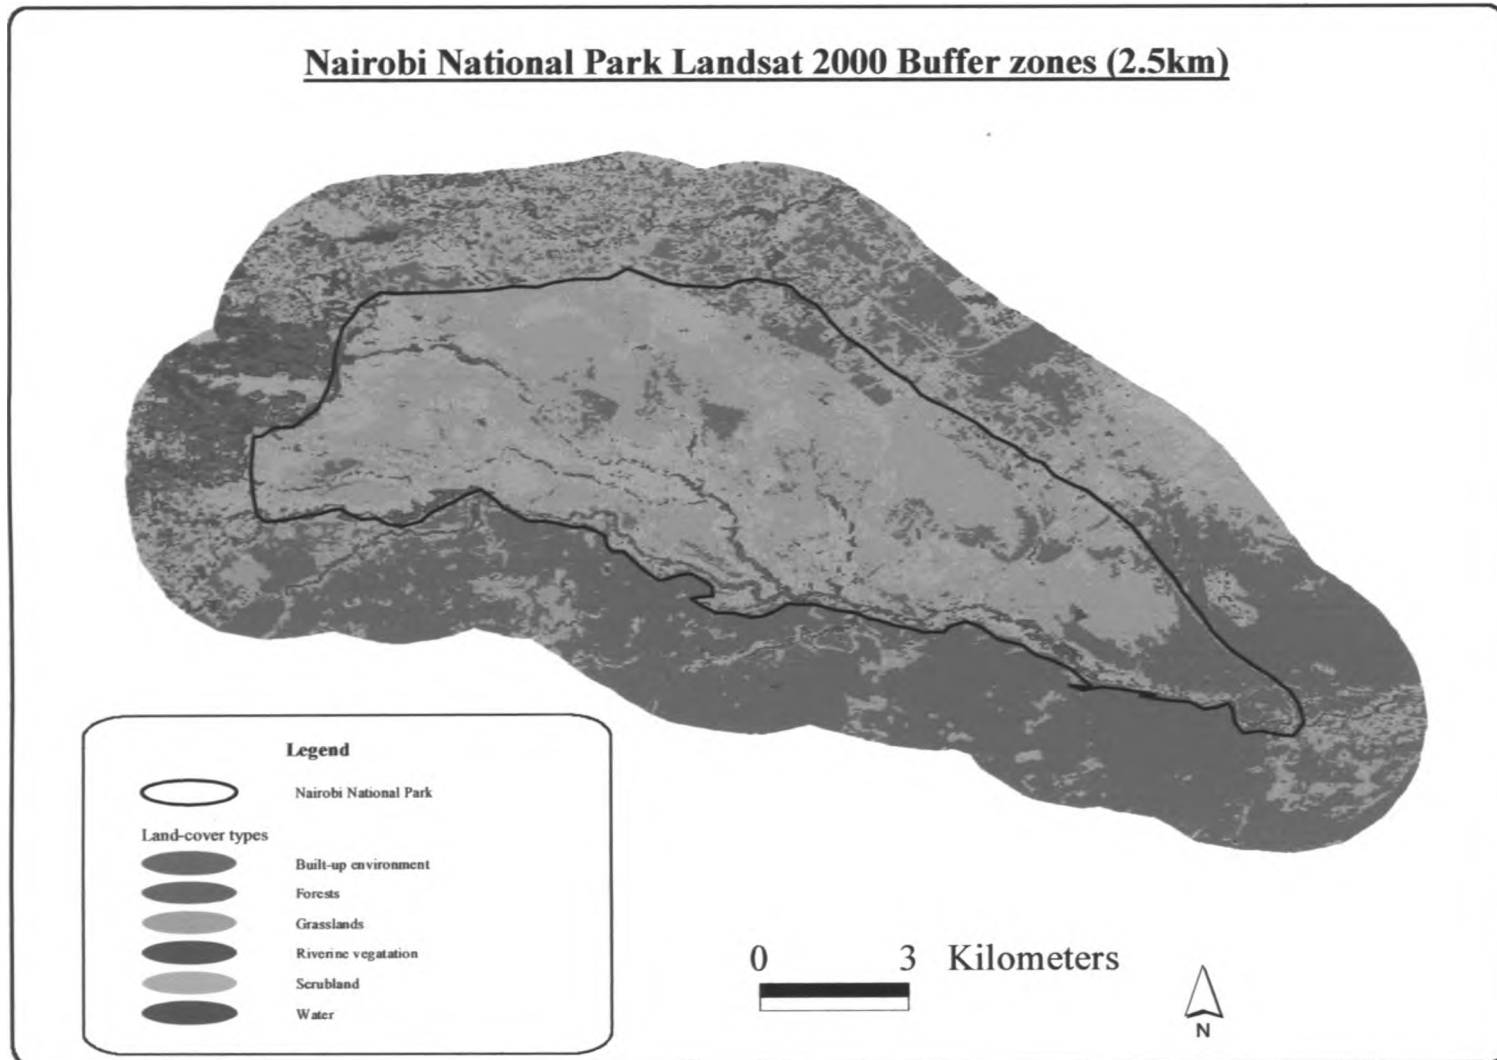 Nairobi National Park Landsat 2000 Buffer zones (2.5km)
Legend
Nairobi National Park
Land-cover types
Built-up environment
Forests
Grasslands
Riverine vegatation
Scrubland
Water
0 3 Kilometers
N